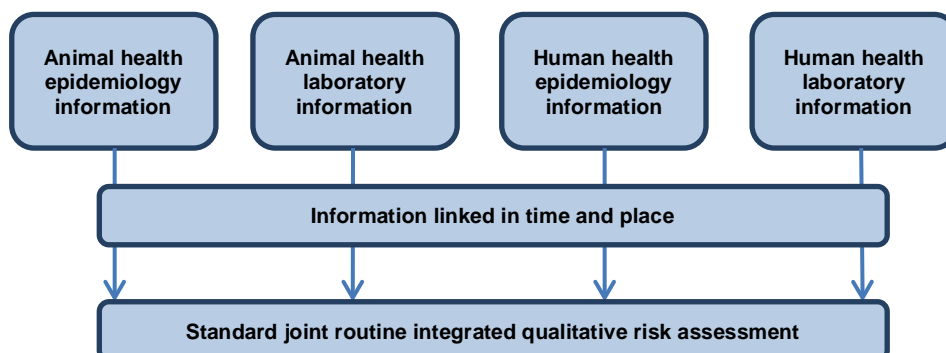 Animal health
epidemiology
information
Animal health
laboratory
information
Human health
epidemiology
information
Human health
laboratory
information
Information linked in time and place
Standard joint routine integrated qualitative risk assessment